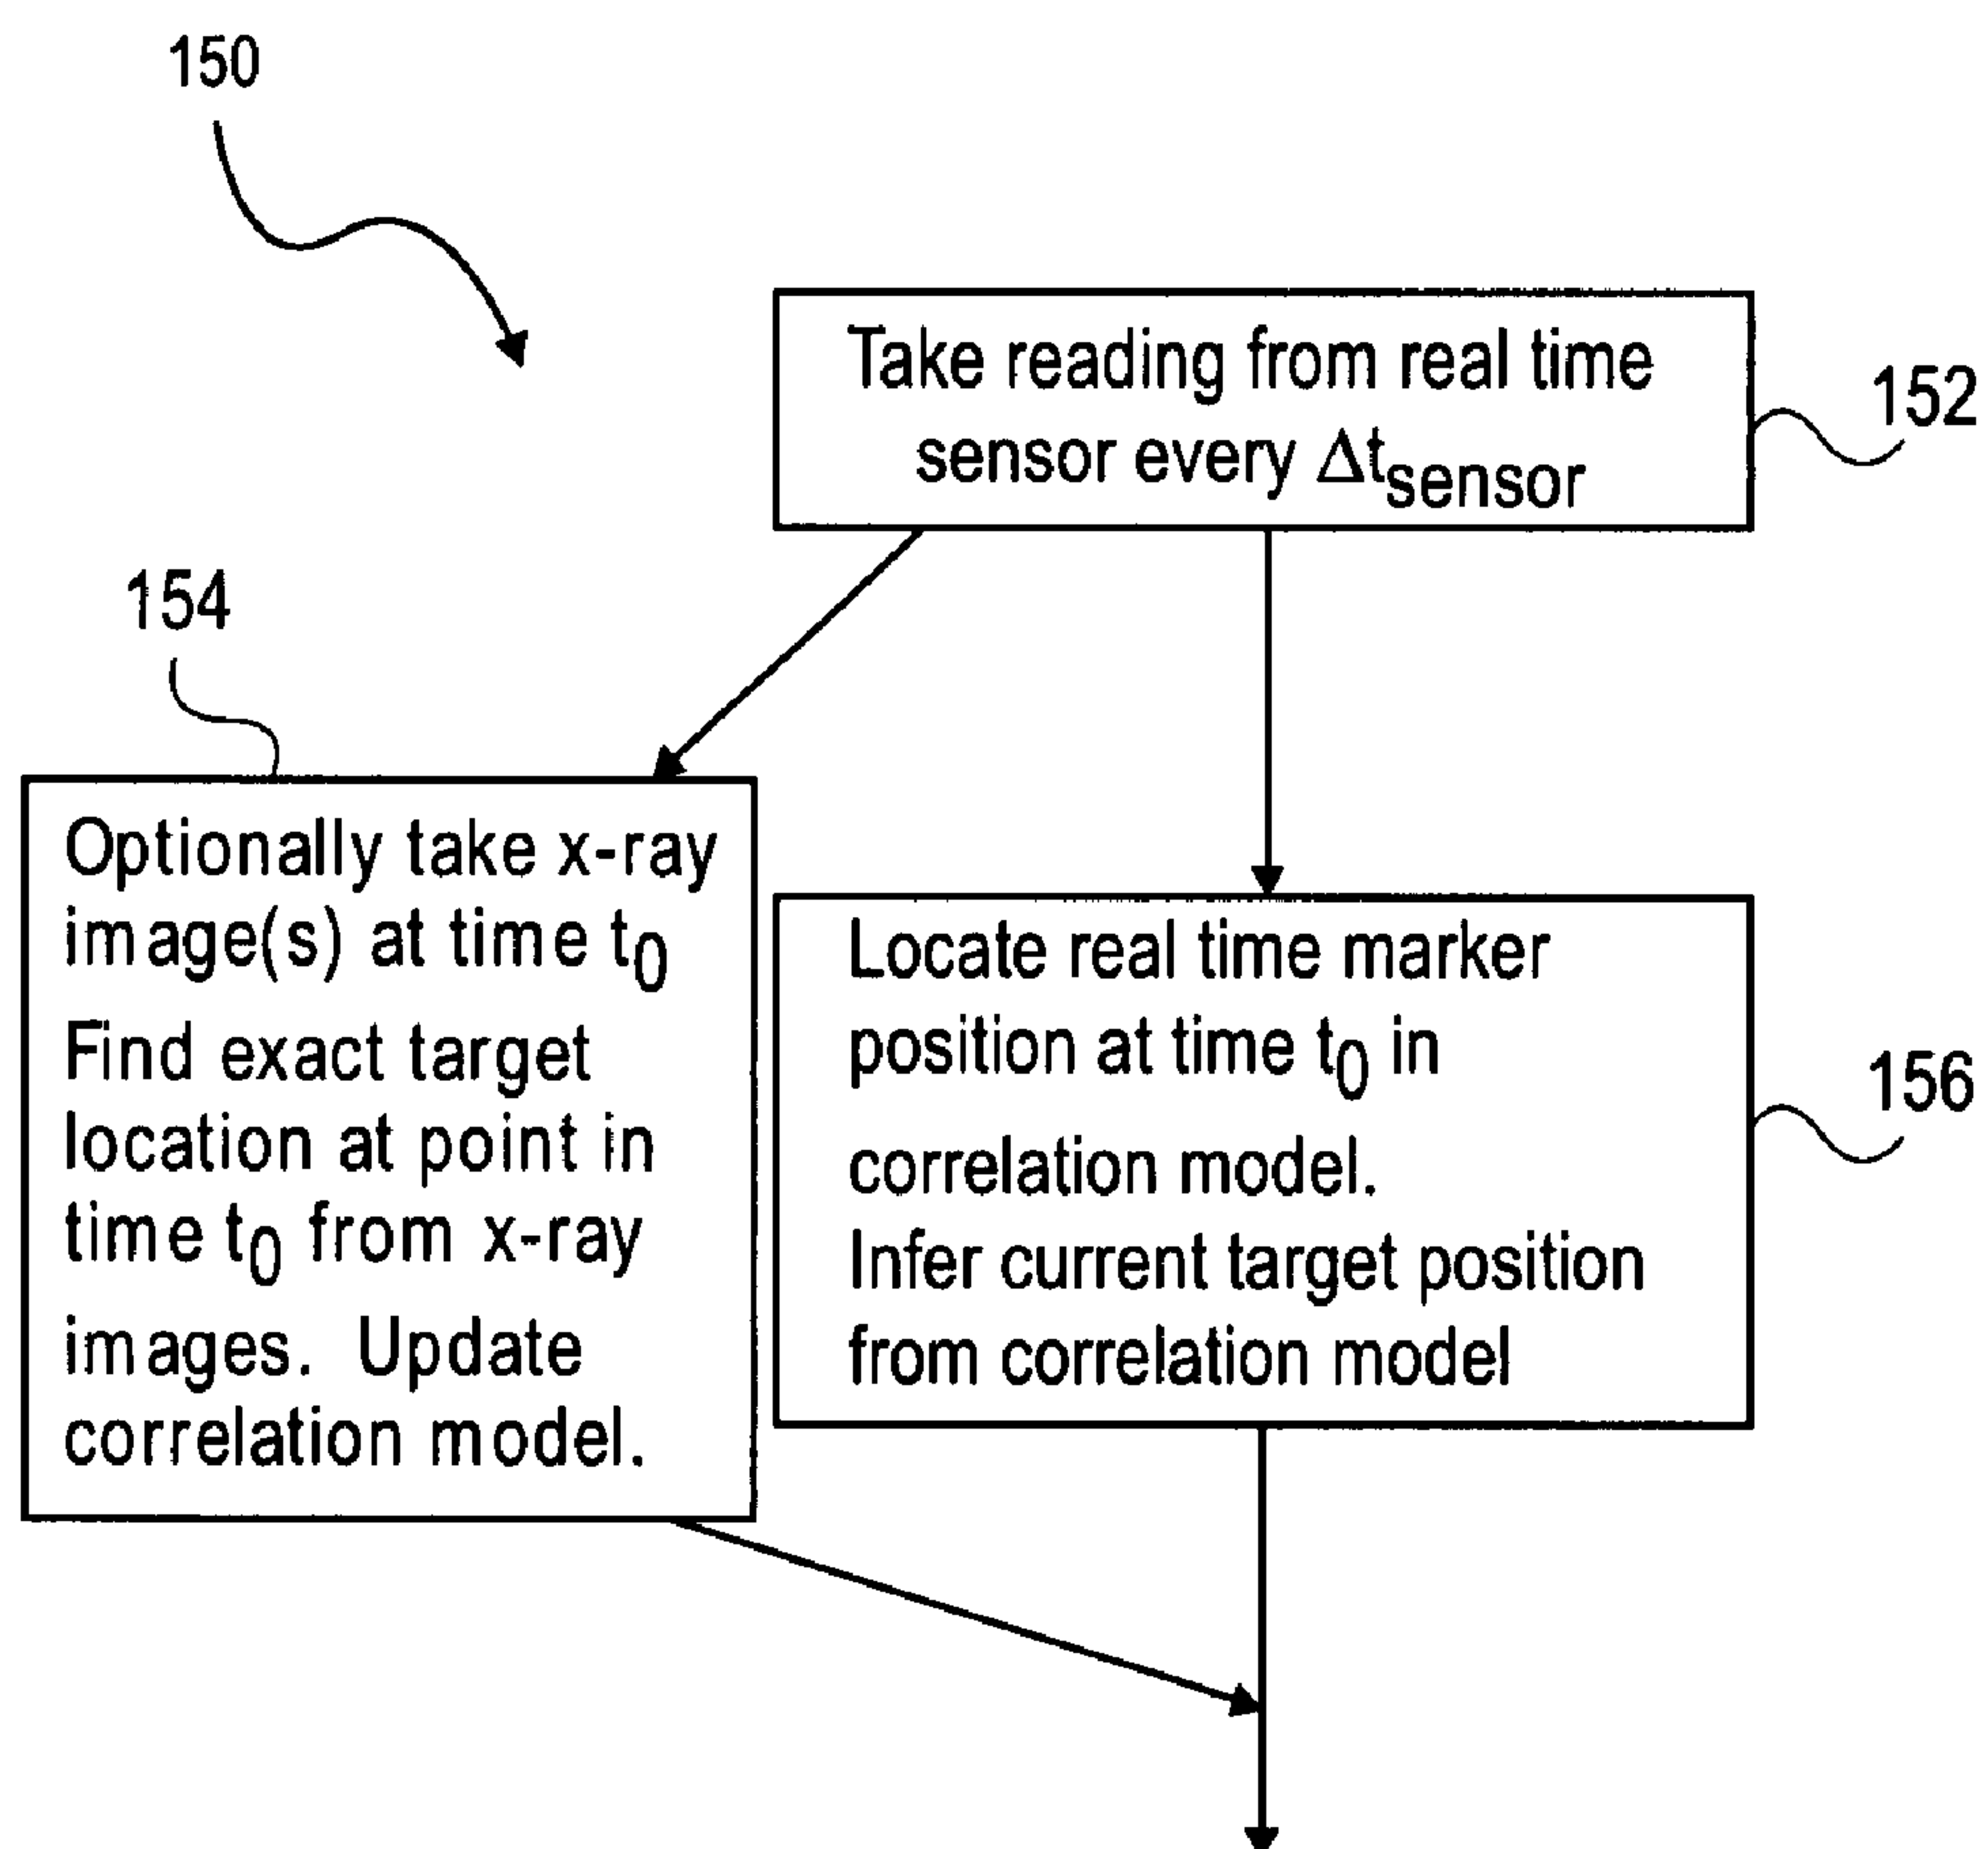 150
Take reading from real time
sensor every Δtsensor
152
154
Optionally take x-ray
image(s) at time t0
Find exact target
location at point in
time t0 from x-ray
images. Update
correlation model.
Locate real time marker
position at time t0 in
correlation model.
Infer current target position
from correlation model
156